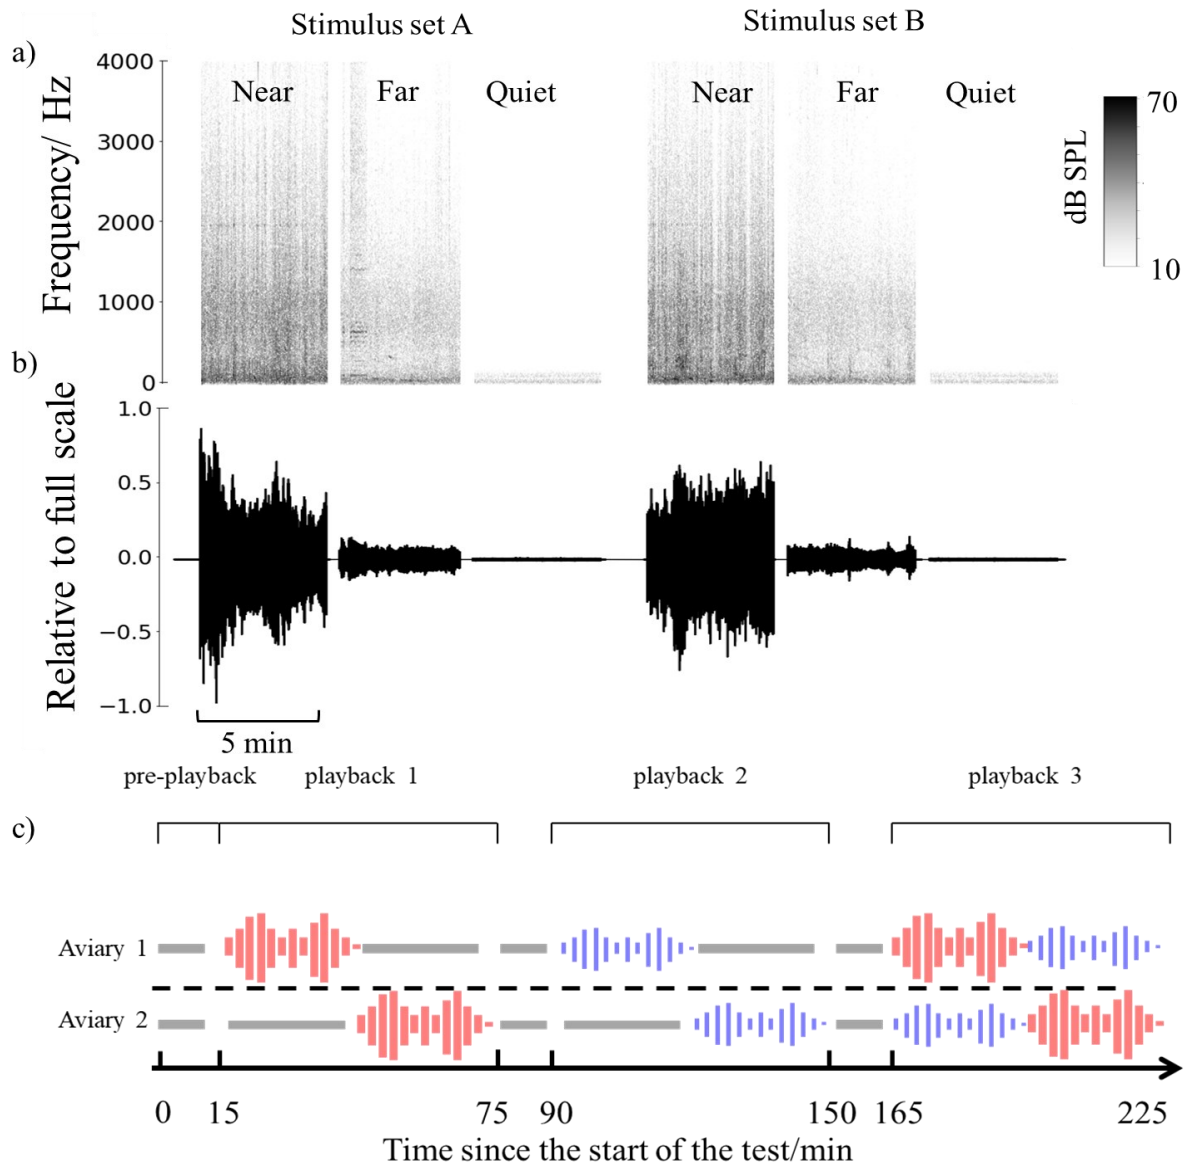 Stimulus set A
Stimulus set B
a)
Frequency/ Hz
4000
3000
2000
1000
0
Near
Far
Quiet
Near
Far
Quiet
dB SPL
70
10
b)
Relative to full scale
1.0
0.5
0.0
−0.5
−1.0
5 min
pre-playback
playback 1
playback 2
playback 3
c)
Aviary 1
Aviary 2
0
15
75
90
150
165
225
Time since the start of the test/min